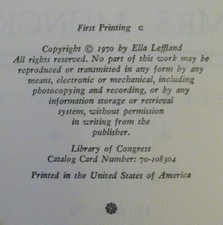 First Printing C
Copyright © 1970 by Ella Leffland
All rights reserved. No part of this work may be
reproduced or transmitted in any form by any
means, electronic or mechanical, including
photocopying and recording, or by any
information storage or retrieval
system, without permission
in writing from the
publisher.
Library of Congress
Catalog Card Number: 70-108304
Printed in the United States of America